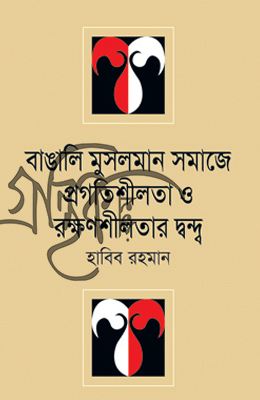 বাঙালি মুসলমান সমাজে
প্রগতিশীলতা ও
রক্ষণশীলতার দ্বন্দ্ব
হাবিব রহমান